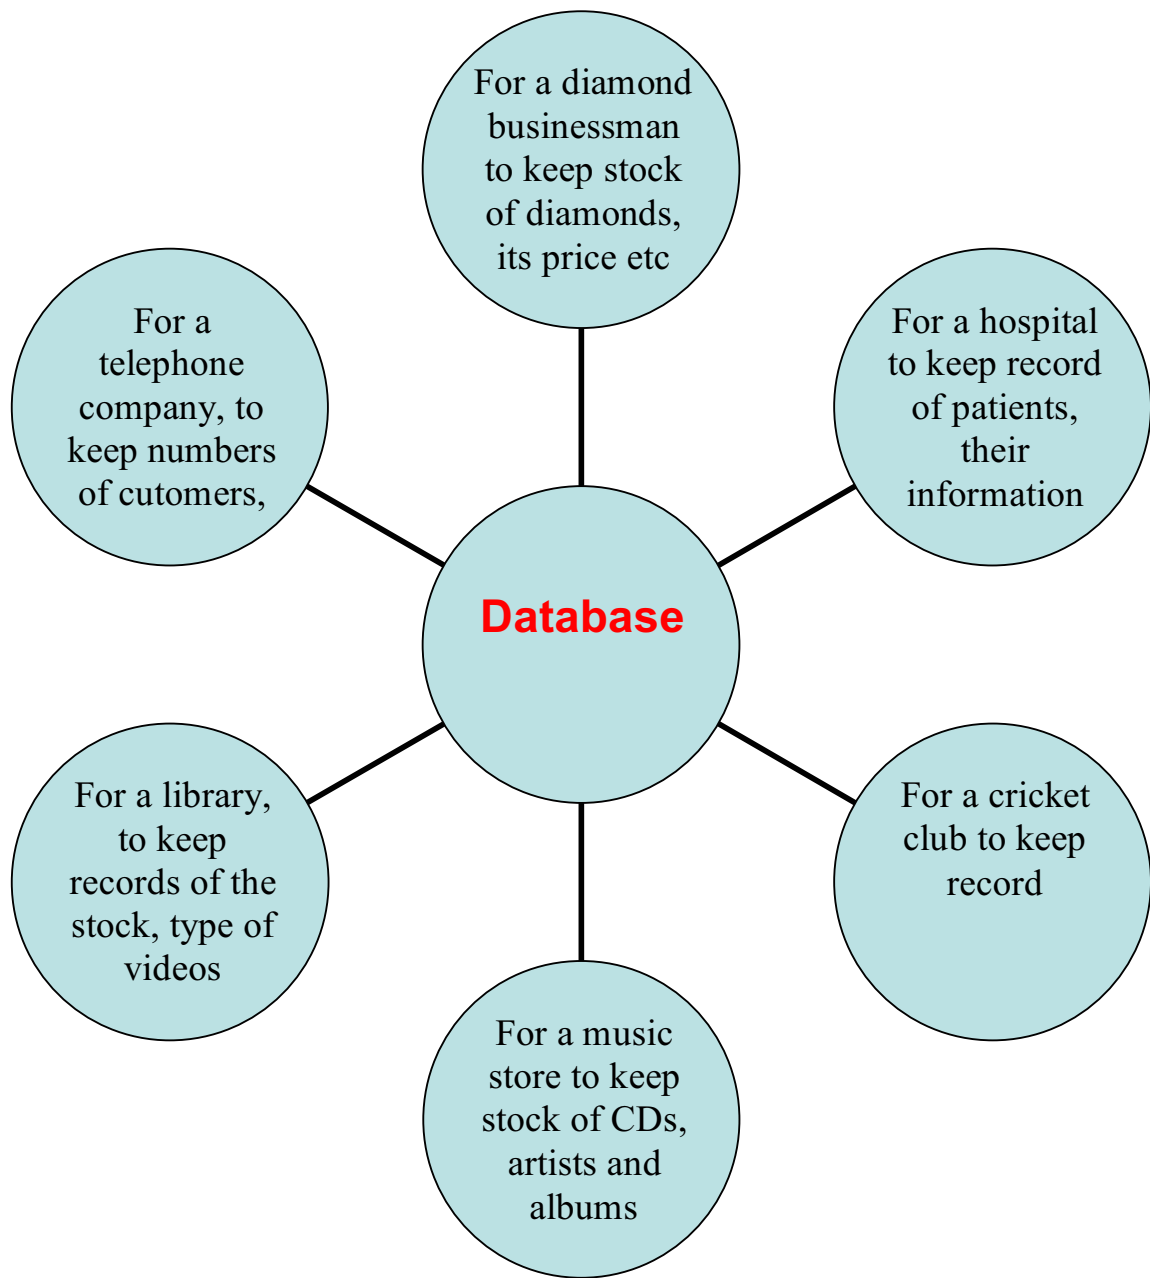 For a diamond
businessman
to keep stock
of diamonds,
its price etc
For a
telephone
company, to
keep numbers
of cutomers,
For a hospital
to keep record
of patients,
their
information
Database
For a library,
to keep
records of the
stock, type of
videos
For a cricket
club to keep
record
For a music
store to keep
stock of CDs,
artists and
albums